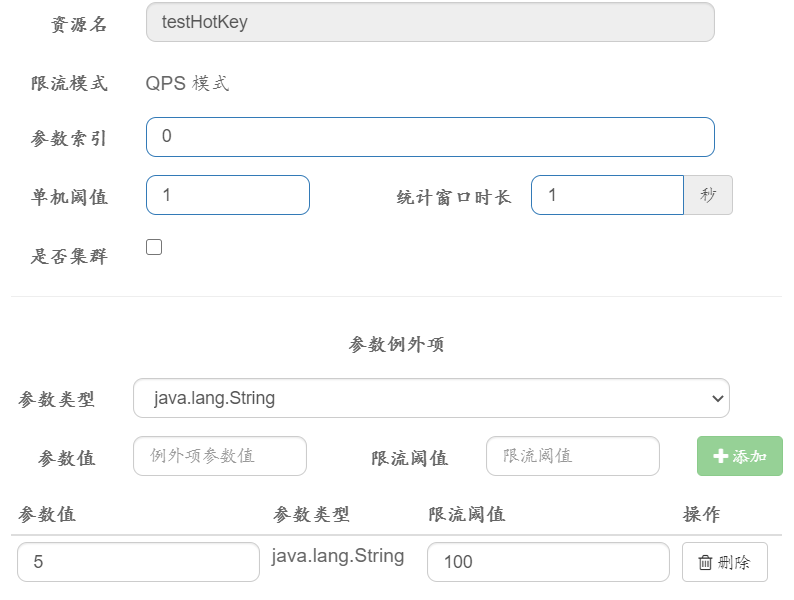 资源名 testHotKey
限流模式 QPS 模式
参数索引 0
单机阈值 1 统计窗口时长 1 秒
是否集群
参数例外项
参数类型 java.lang.String
参数值 例外项参数值 限流阈值 限流阈值 添加
参数值 参数类型 限流阈值 操作
5 java.lang.String 100 删除